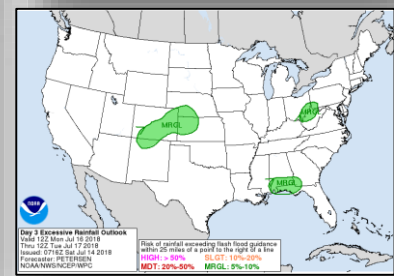 MRGL
MRGL
MRGL
noaa
Day 3 Excessive Rainfall Outlook
Valid 12Z Mon Jul 16 2018
Thru 12Z Tue Jul 17 2018
Issued: 0716Z Sat Jul 14 2018
Forecaster: PETERSEN
NOAA/NWS/NCEP/WPC
Risk of rainfall exceeding flash flood guidance
within 25 miles of a point to the right of a line
HIGH: > 50% SLGT: 10%-20%
MDT: 20%-50% MRGL: 5%-10%